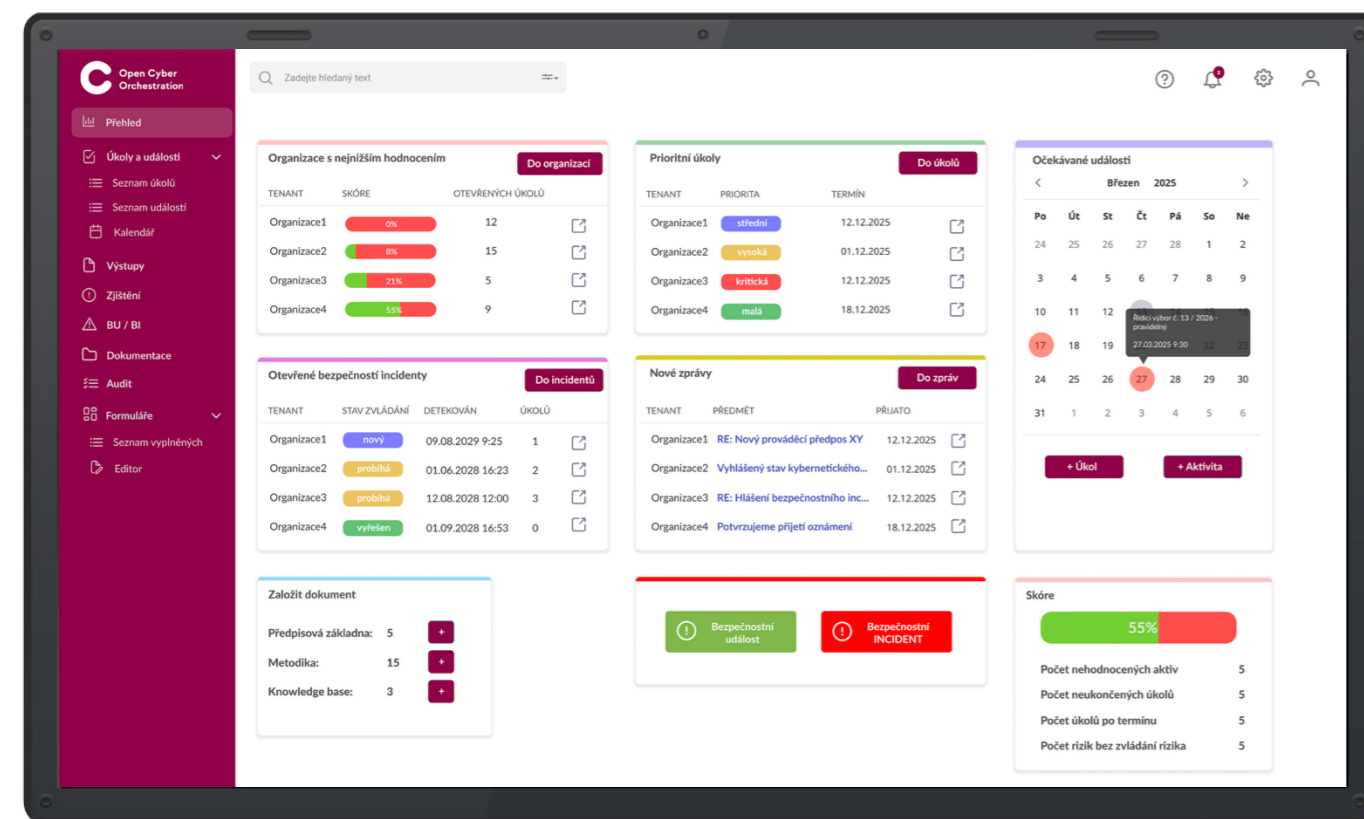 Open Cyber
Orchestration
Zadejte hledaný text
2
Přehled
Úkoly a události
Seznam úkolů
Seznam událostí
Kalendář
Výstupy
Zjištění
BU / BI
Dokumentace
Audit
Formuláře
Seznam vyplněných
Editor
Organizace s nejnižším hodnocením Do organizací
TENANT SKÓRE OTEVŘENÝCH ÚKOLŮ
Organizace1 0% 12
Organizace2 8% 15
Organizace3 21% 5
Organizace4 55% 9
Prioritní úkoly Do úkolů
TENANT PRIORITA TERMÍN
Organizace1 střední 12.12.2025
Organizace2 vysoká 01.12.2025
Organizace3 kritická 12.12.2025
Organizace4 malá 18.12.2025
Očekávané události
< Březen 2025 >
Po Út St Čt Pá So Ne
24 25 26 27 28 1 2
3 4 5 6 7 8 9
10 11 12 13 14 15 16
Řídící výbor č. 13 / 2026 -
pravidelný
27.03.2025 9:30
17 18 19 22 23
24 25 26 27 28 29 30
31 1 2 3 4 5 6
+ Úkol + Aktivita
Otevřené bezpečností incidenty Do incidentů
TENANT STAV ZVLÁDÁNÍ DETEKOVÁN ÚKOLŮ
Organizace1 nový 09.08.2029 9:25 1
Organizace2 probíhá 01.06.2028 16:23 2
Organizace3 probíhá 12.08.2028 12:00 3
Organizace4 vyřešen 01.09.2028 16:53 0
Nové zprávy Do zpráv
TENANT PŘEDMĚT PŘIJATO
Organizace1 RE: Nový prováděcí předpos XY 12.12.2025
Organizace2 Vyhlášený stav kybernetického... 01.12.2025
Organizace3 RE: Hlášení bezpečnostního inc... 12.12.2025
Organizace4 Potvrzujeme přijetí oznámení 18.12.2025
Založit dokument
Předpisová základna: 5 +
Metodika: 15 +
Knowledge base: 3 +
Bezpečnostní
událost
Bezpečnostní
INCIDENT
Skóre
55%
Počet nehodnocených aktiv 5
Počet neukončených úkolů 5
Počet úkolů po termínu 5
Počet rizik bez zvládání rizika 5